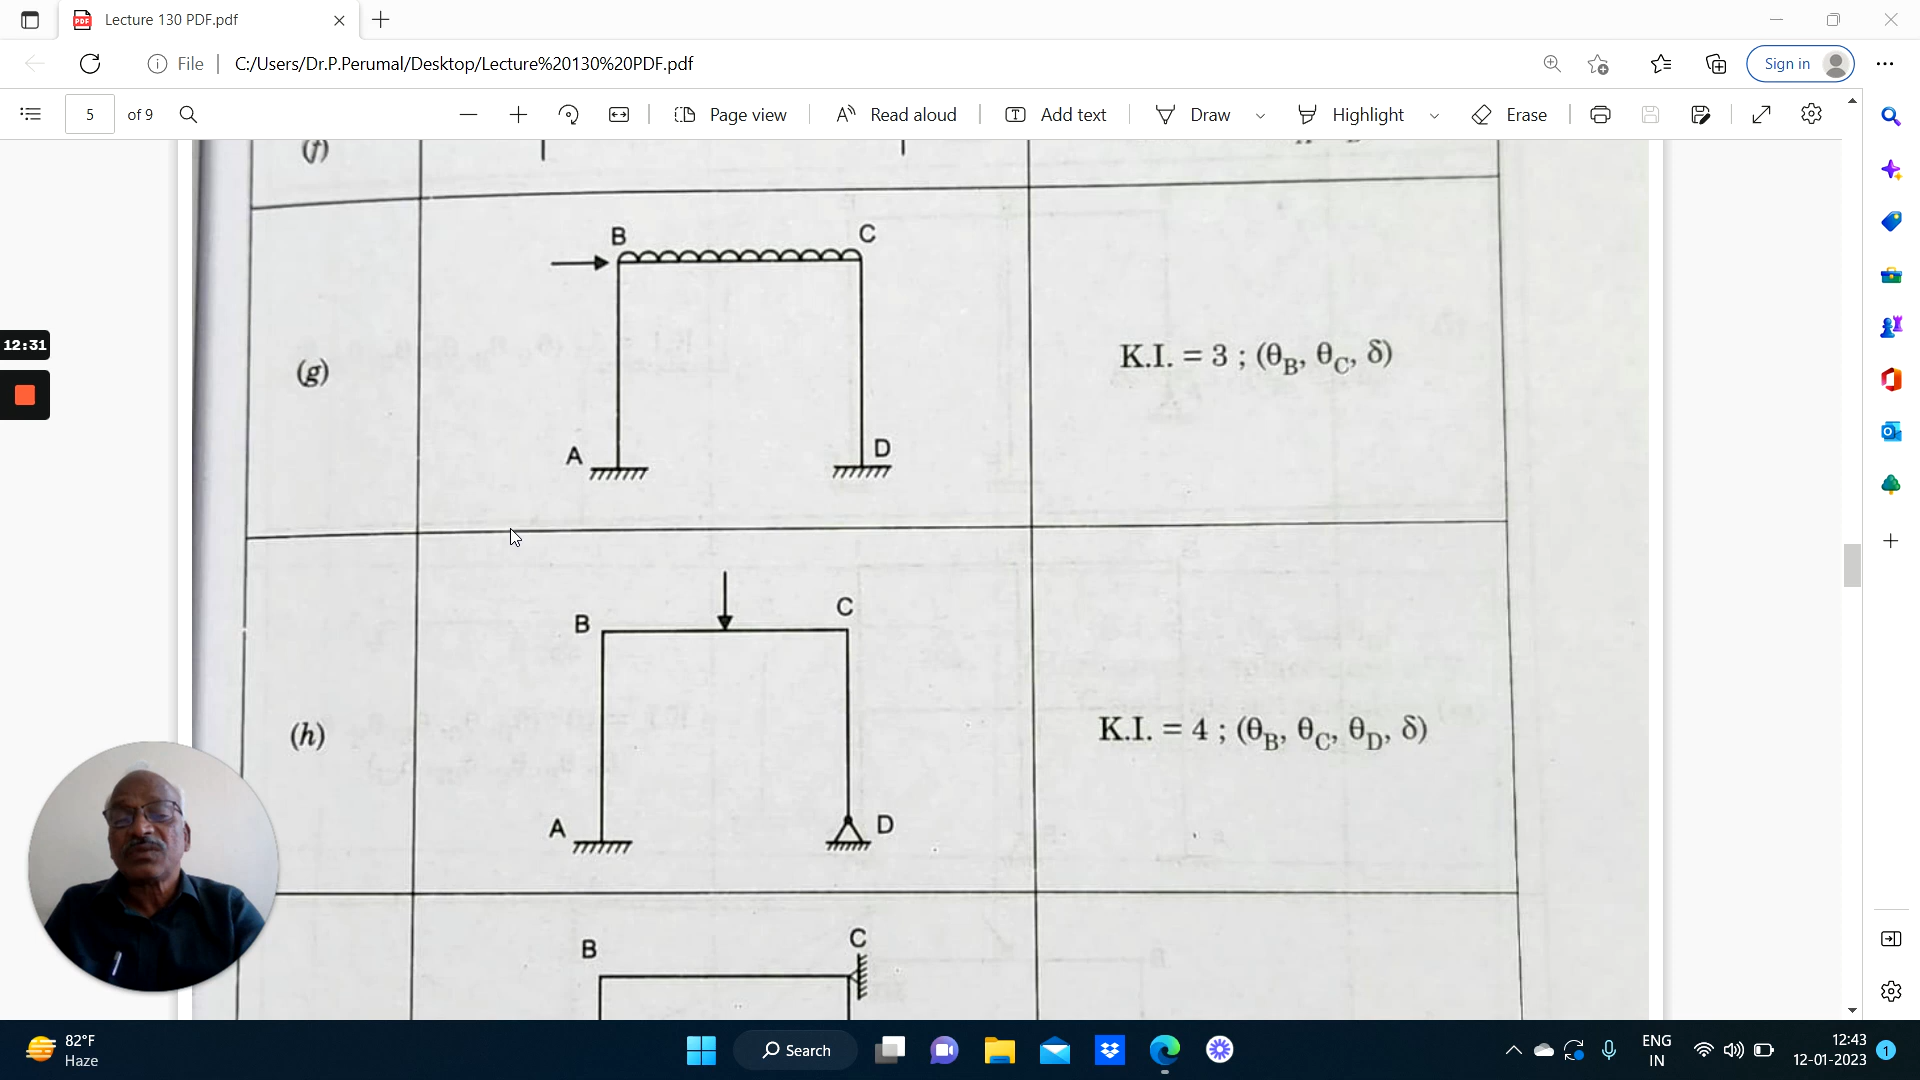 Lecture 130 PDF.pdf
File
C:/Users/Dr.P.Perumal/Desktop/Lecture%20130%20PDF.pdf
Sign in
5
of 9
Page view
Read aloud
Add text
Draw
Highlight
Erase
(f)
B
C
12:31
(g)
K.I. = 3 ; (θB, θC, δ)
A
D
B
C
(h)
K.I. = 4 ; (θB, θC, θD, δ)
A
D
B
C
82°F
Haze
Search
ENG
IN
12:43
12-01-2023
1